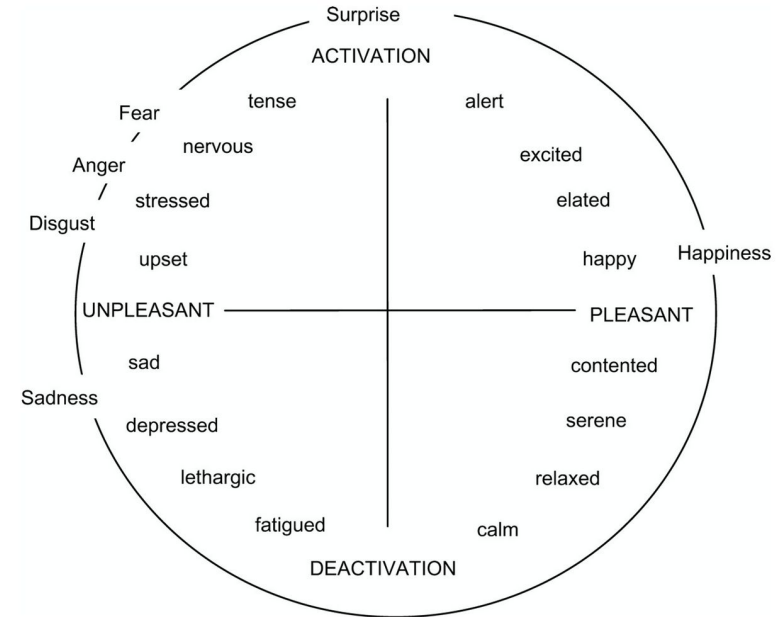 Surprise
ACTIVATION
tense
alert
Fear
nervous
excited
Anger
stressed
elated
Disgust
upset
happy
Happiness
UNPLEASANT
PLEASANT
sad
contented
Sadness
depressed
serene
lethargic
relaxed
fatigued
calm
DEACTIVATION